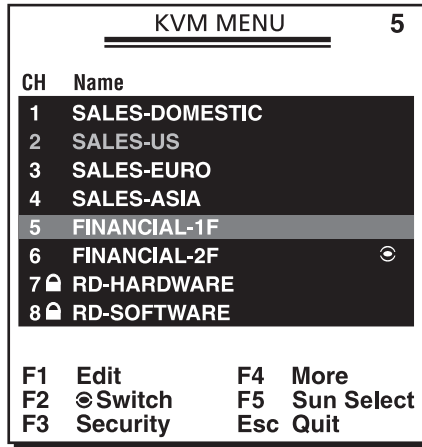 KVM MENU 5
CH Name
1 SALES-DOMESTIC
2 SALES-US
3 SALES-EURO
4 SALES-ASIA
5 FINANCIAL-1F
6 FINANCIAL-2F
7 RD-HARDWARE
8 RD-SOFTWARE
F1 Edit F4 More
F2 Switch F5 Sun Select
F3 Security Esc Quit